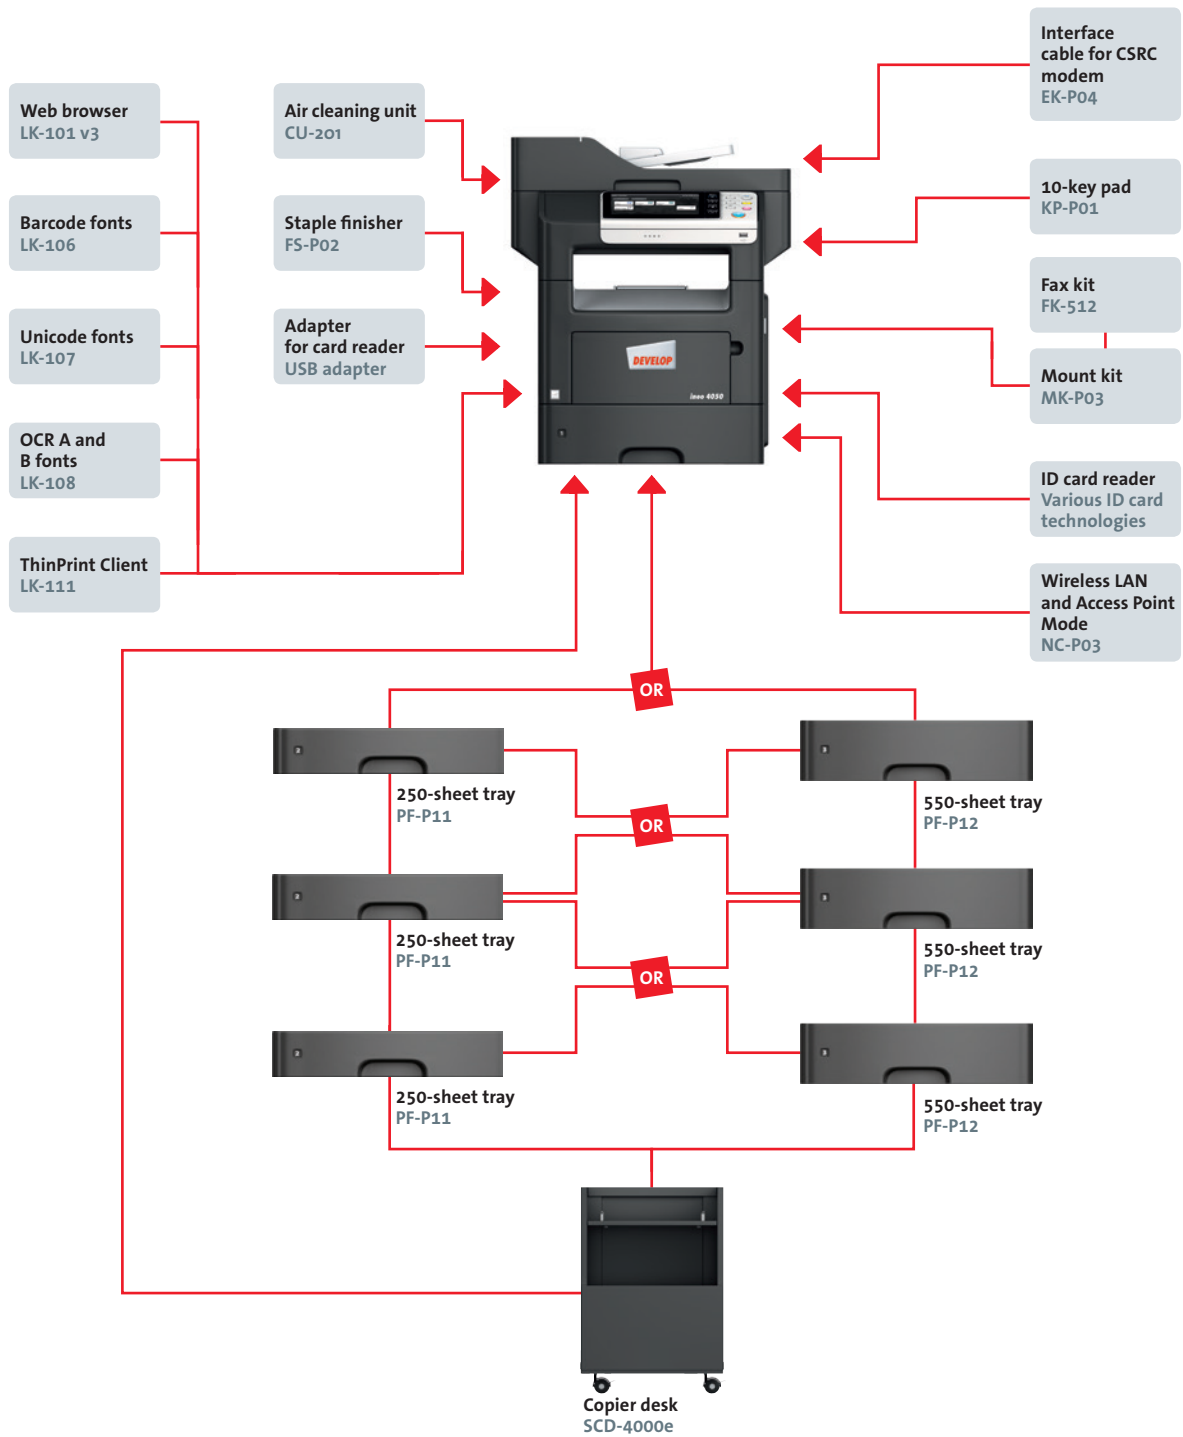 Web browser
LK-101 v3
Barcode fonts
LK-106
Unicode fonts
LK-107
OCR A and
B fonts
LK-108
ThinPrint Client
LK-111
Air cleaning unit
CU-201
Staple finisher
FS-P02
Adapter
for card reader
USB adapter
DEVELOP
ineo 4050
Interface
cable for CSRC
modem
EK-P04
10-key pad
KP-P01
Fax kit
FK-512
Mount kit
MK-P03
ID card reader
Various ID card
technologies
Wireless LAN
and Access Point
Mode
NC-P03
OR
250-sheet tray
PF-P11
550-sheet tray
PF-P12
OR
250-sheet tray
PF-P11
550-sheet tray
PF-P12
OR
250-sheet tray
PF-P11
550-sheet tray
PF-P12
Copier desk
SCD-4000e